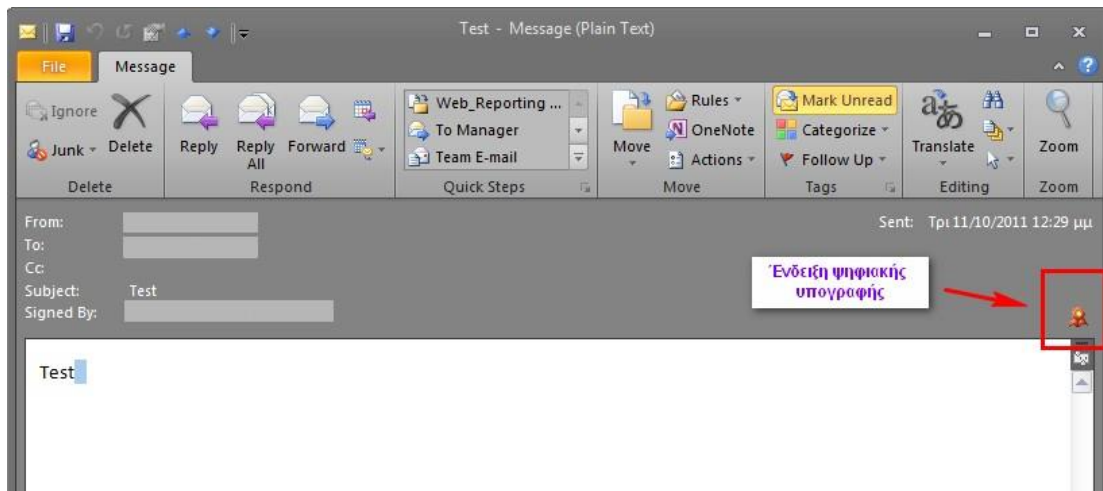 Test - Message (Plain Text)
File Message
Ignore
Junk
Delete
Reply
Reply All
Forward
Web_Reporting ...
To Manager
Team E-mail
Move
Rules
OneNote
Actions
Mark Unread
Categorize
Follow Up
Translate
Zoom
Delete Respond Quick Steps Move Tags Editing Zoom
From:
Sent: Τρι 11/10/2011 12:29 μμ
To:
Cc:
Subject: Test
Signed By:
Ένδειξη ψηφιακής
υπογραφής
Test